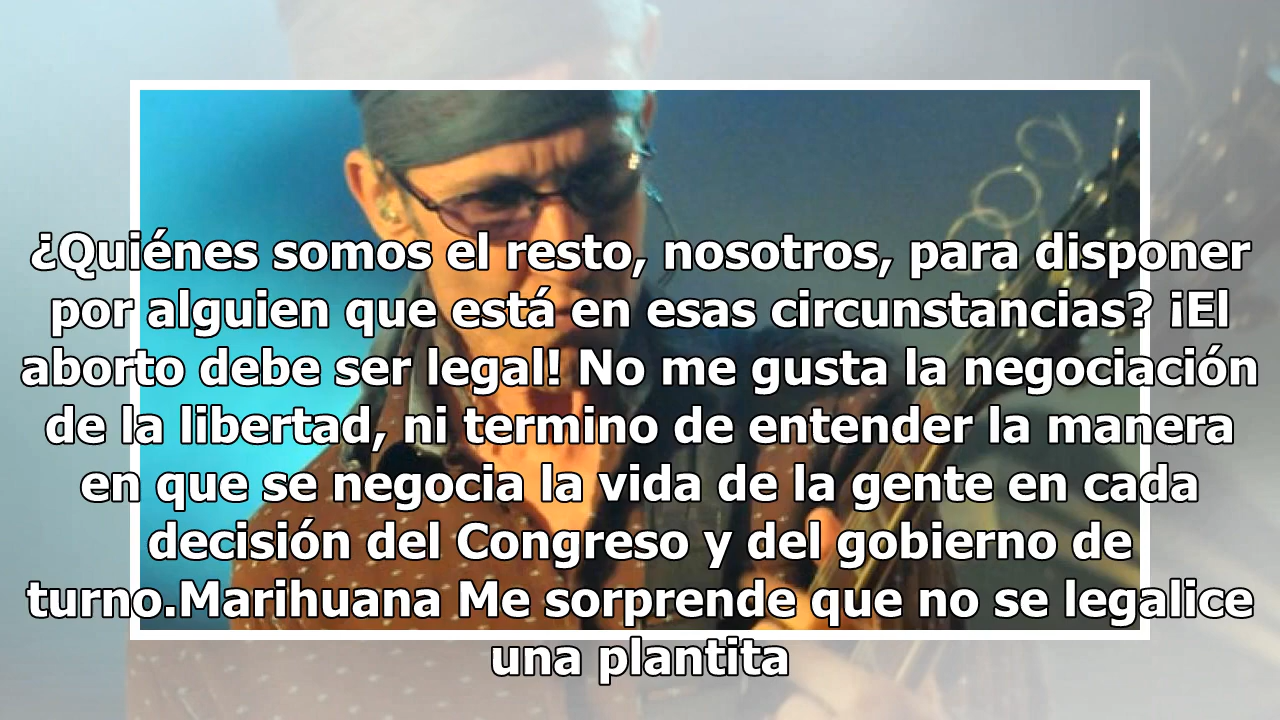 ¿Quiénes somos el resto, nosotros, para disponer
por alguien que está en esas circunstancias? ¡El
aborto debe ser legal! No me gusta la negociación
de la libertad, ni termino de entender la manera
en que se negocia la vida de la gente en cada
decisión del Congreso y del gobierno de
turno.Marihuana Me sorprende que no se legalice
una plantita